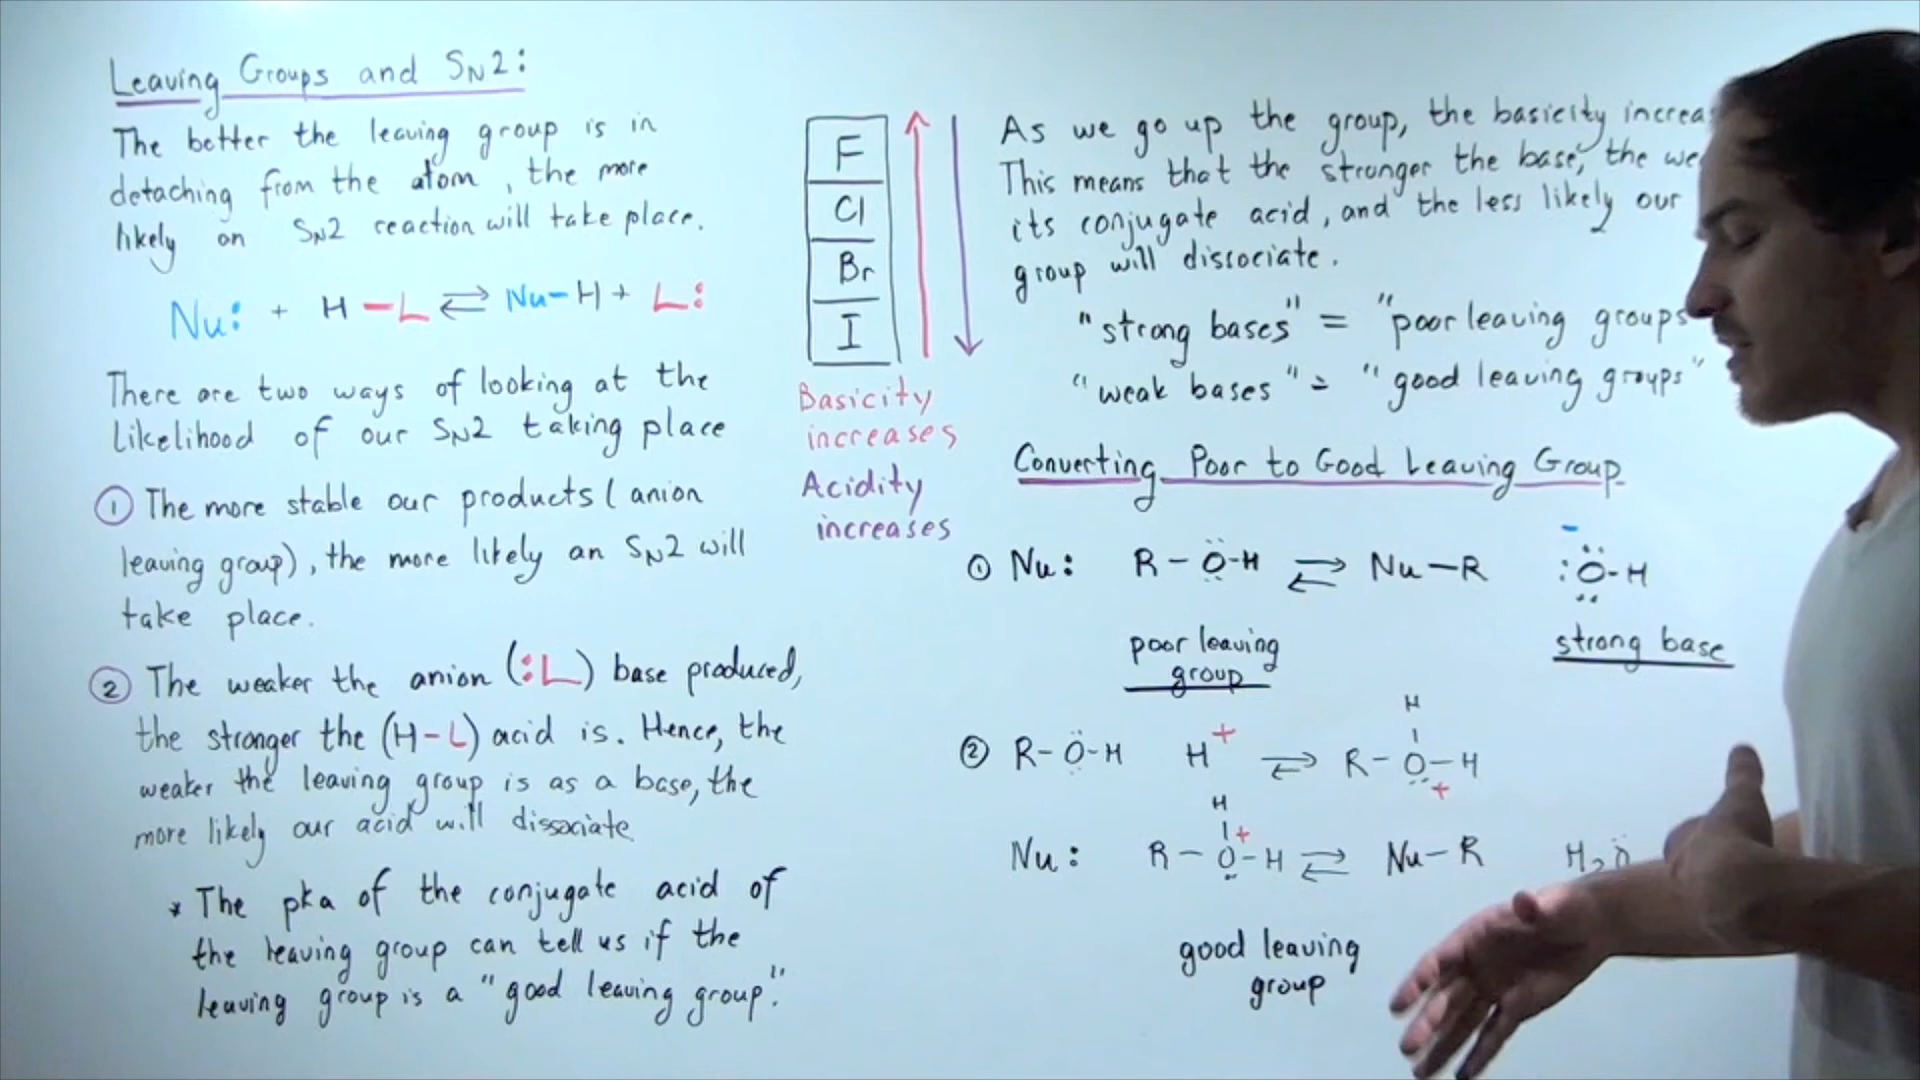 Leaving Groups and SN2:
The better the leaving group is in
detaching from the atom, the more
likely an SN2 reaction will take place.
Nu: + H-L ⇌ Nu-H + L:
There are two ways of looking at the
likelihood of our SN2 taking place
① The more stable our products (anion
leaving group), the more likely an SN2 will
take place.
② The weaker the anion (:L) base produced,
the stronger the (H-L) acid is. Hence, the
weaker the leaving group is as a base, the
more likely our acid will dissociate
* The pka of the conjugate acid of
the leaving group can tell us if the
leaving group is a "good leaving group".
F
Cl
Br
I
Basicity
increases
Acidity
increases
As we go up the group, the basicity
This means that the stronger the base, the
its conjugate acid, and the less likely our
group will dissociate.
"strong bases" = "poor leaving groups
"weak bases" = "good leaving groups"
Converting Poor to Good Leaving Group
① Nu: R-Ö-H ⇌ Nu-R :Ö-H
-
poor leaving
group
strong base
② R-Ö-H H+ ⇌ R-O-H
H
+
Nu: R-O-H ⇌ Nu-R H2Ö
H
+
good leaving
group